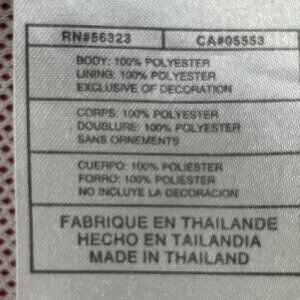 RN#56323 CA#05553
BODY: 100% POLYESTER
LINING: 100% POLYESTER
EXCLUSIVE OF DECORATION
CORPS: 100% POLYESTER
DOUBLURE: 100% POLYESTER
SANS ORNEMENTS
CUERPO: 100% POLIESTER
FORRO: 100% POLIESTER
NO INCLUYE LA DECORACION
FABRIQUE EN THAILANDE
HECHO EN TAILANDIA
MADE IN THAILAND